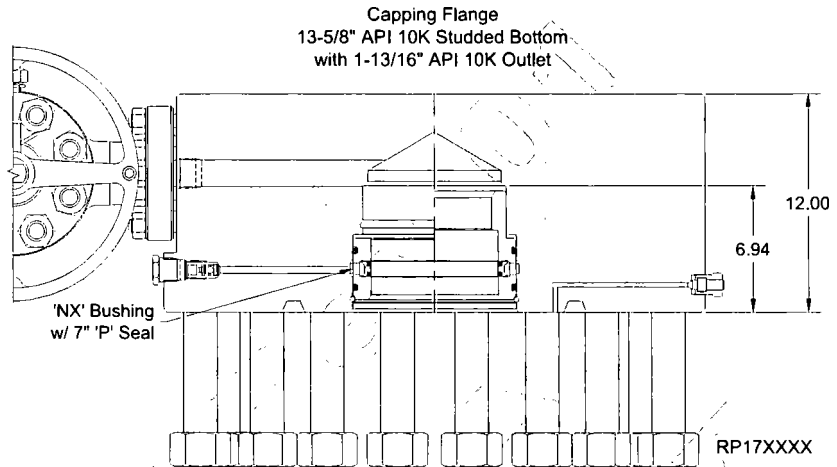 Capping Flange
13-5/8" API 10K Studded Bottom
with 1-13/16" API 10K Outlet
12.00
6.94
'NX' Bushing
w/ 7" 'P' Seal
RP17XXXX